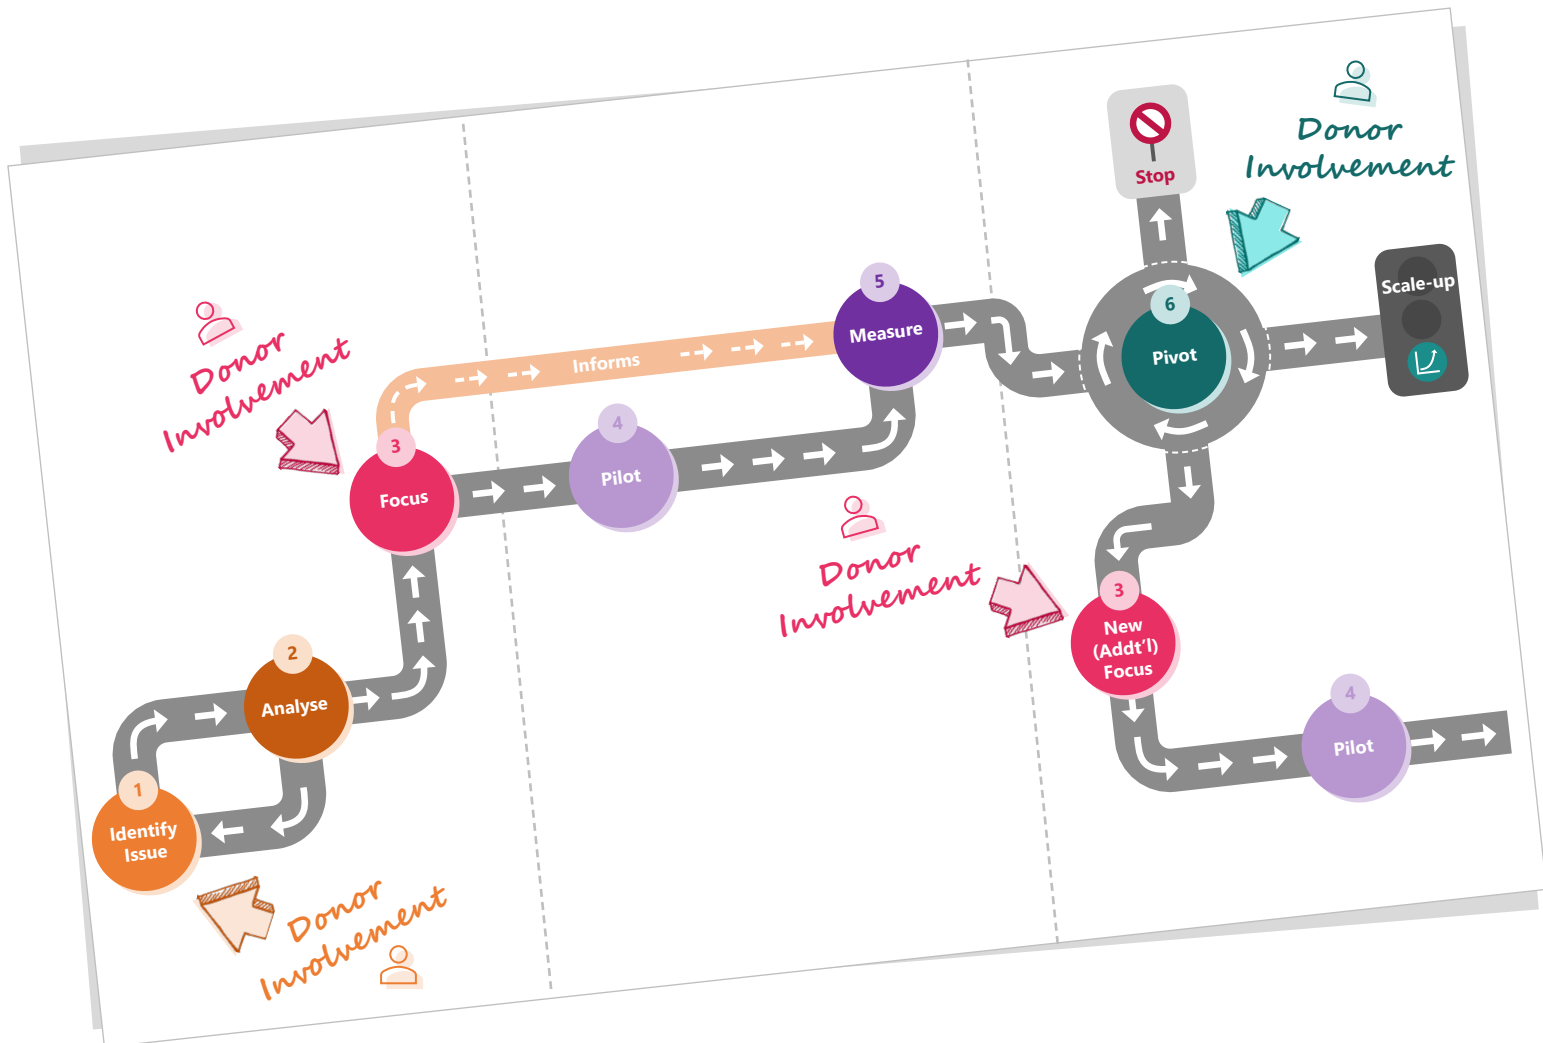 1
Identify
Issue
Donor
Involvement
2
Analyse
3
Focus
Donor
Involvement
Informs
4
Pilot
5
Measure
6
Pivot
Donor
Involvement
Stop
Scale-up
3
New
(Addt’l)
Focus
Donor
Involvement
4
Pilot